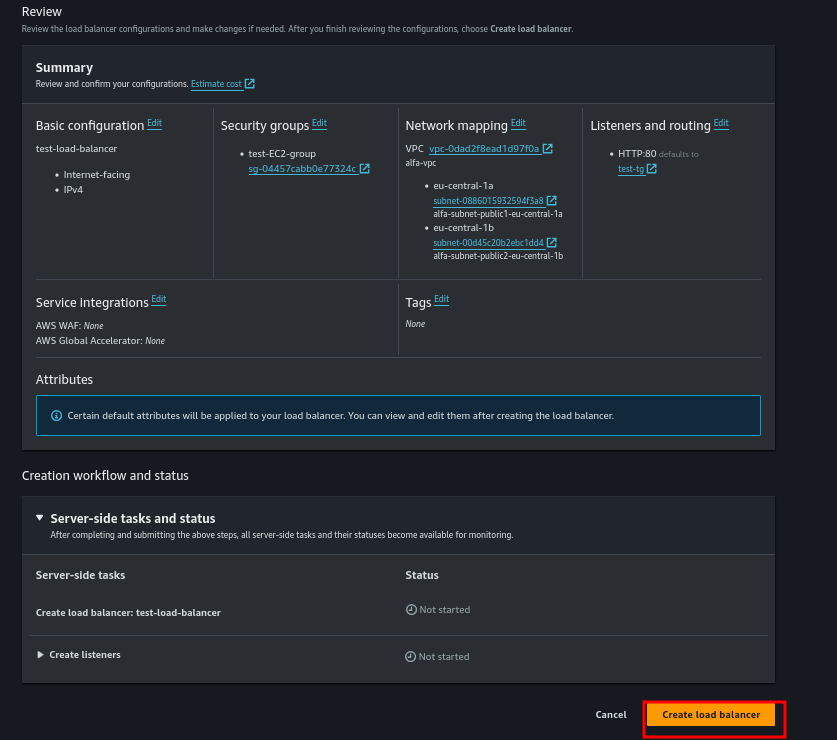 Review
Review the load balancer configurations and make changes if needed. After you finish reviewing the configurations, choose Create load balancer.
Summary
Review and confirm your configurations. Estimate cost
Basic configuration Edit
test-load-balancer
• Internet-facing
• IPv4
Security groups Edit
• test-EC2-group
sg-04457cabb0e77324c
Network mapping Edit
VPC vpc-0dad2f8ead1d97f0a
alfa-vpc
• eu-central-1a
subnet-0886015932594f3a8
alfa-subnet-public1-eu-central-1a
• eu-central-1b
subnet-00d45c20b2ebc1dd4
alfa-subnet-public2-eu-central-1b
Listeners and routing Edit
• HTTP:80 defaults to
test-tg
Service integrations Edit
AWS WAF: None
AWS Global Accelerator: None
Tags Edit
None
Attributes
Certain default attributes will be applied to your load balancer. You can view and edit them after creating the load balancer.
Creation workflow and status
Server-side tasks and status
After completing and submitting the above steps, all server-side tasks and their statuses become available for monitoring.
Server-side tasks Status
Create load balancer: test-load-balancer Not started
Create listeners Not started
Cancel Create load balancer